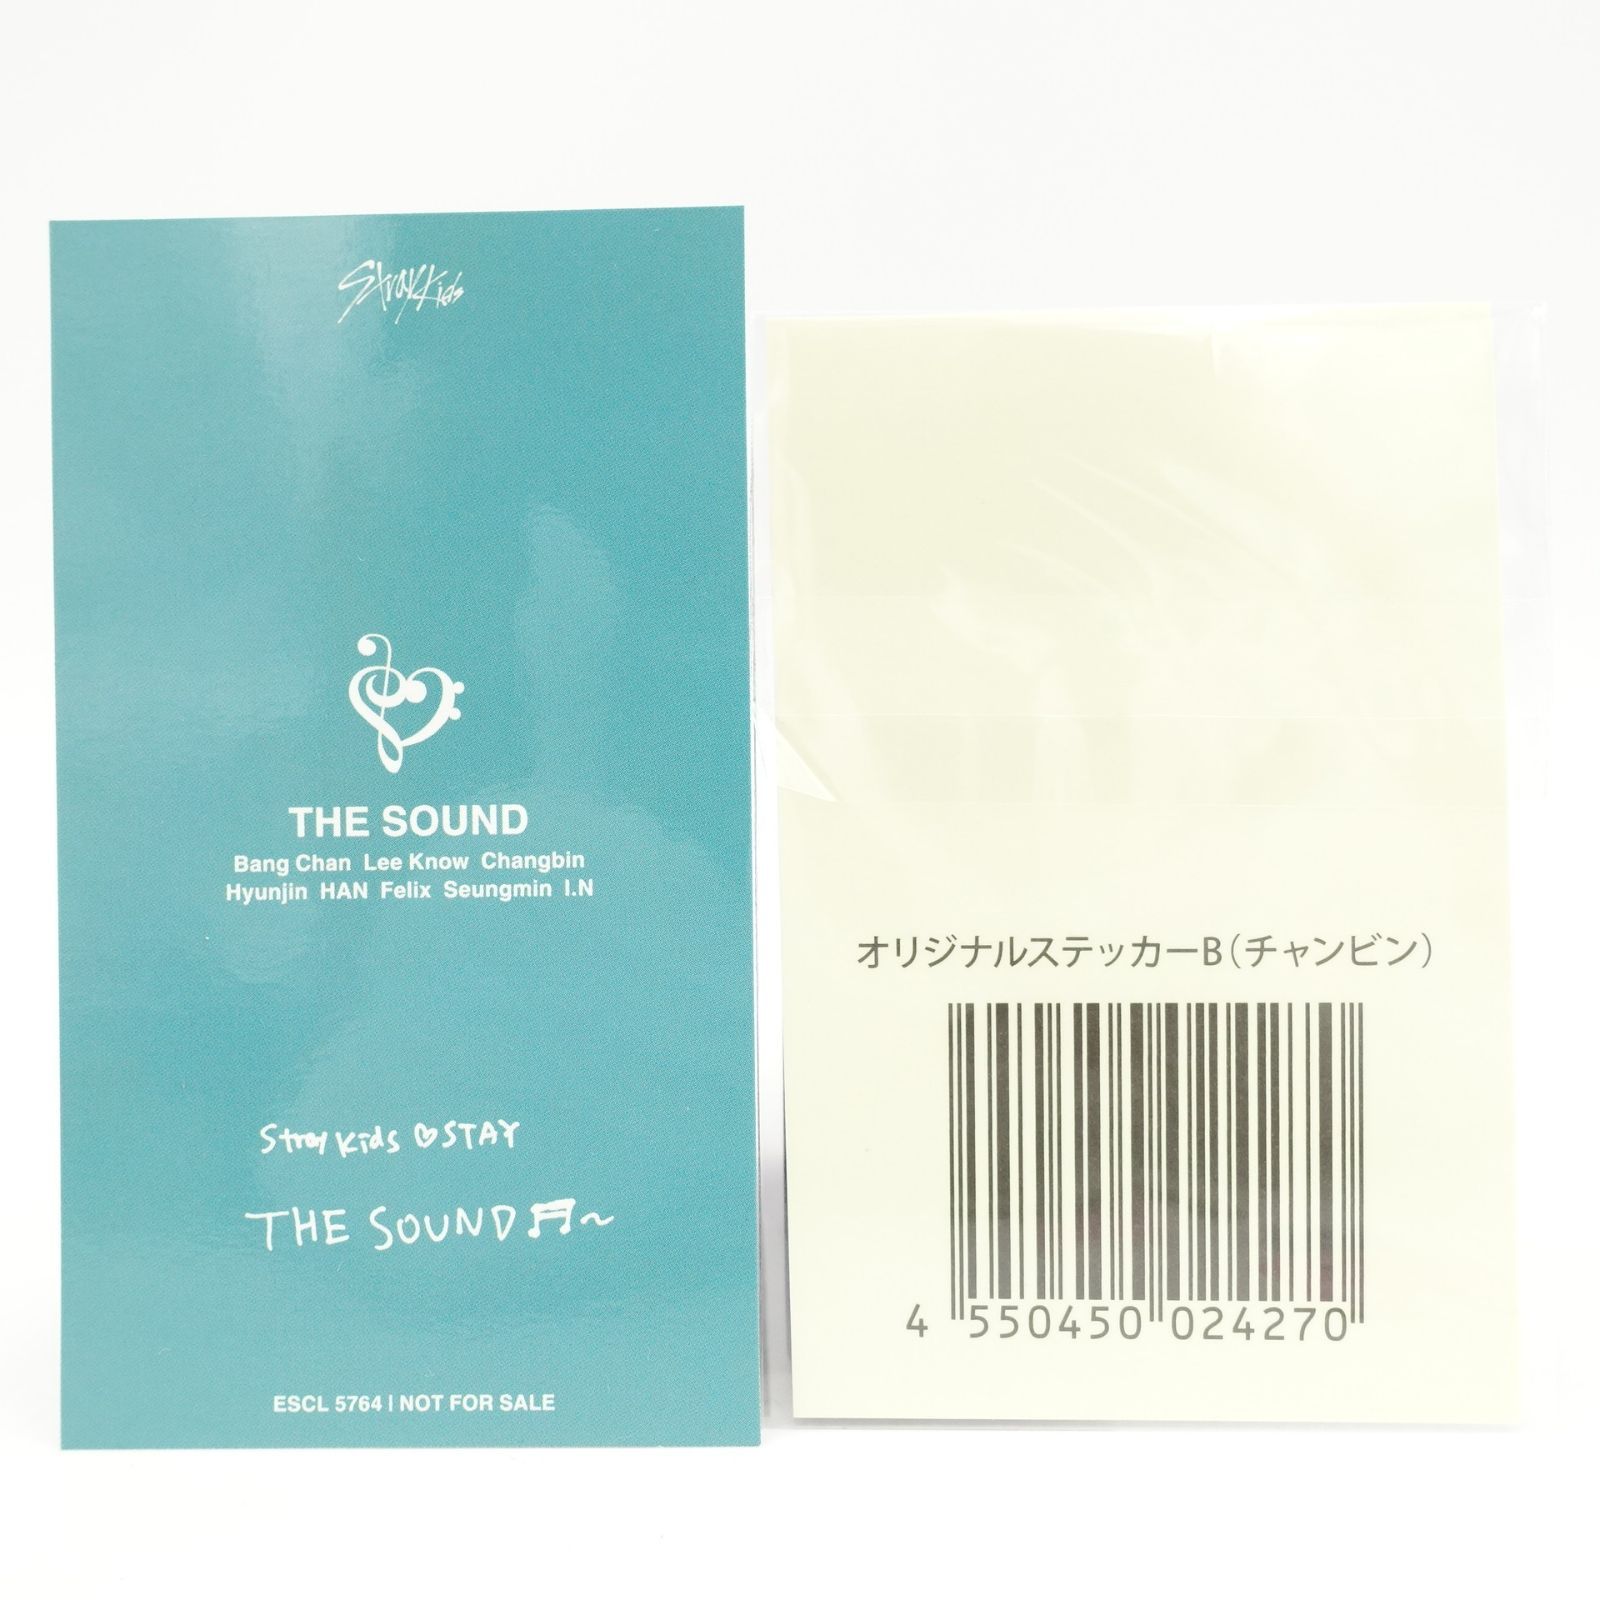 Stray Kids
THE SOUND
Bang Chan Lee Know Changbin
Hyunjin HAN Felix Seungmin I.N
Stray Kids ♡ STAY
THE SOUND♬~
ESCL 5764 | NOT FOR SALE
オリジナルステッカーB(チャンビン)
4 550450 024270